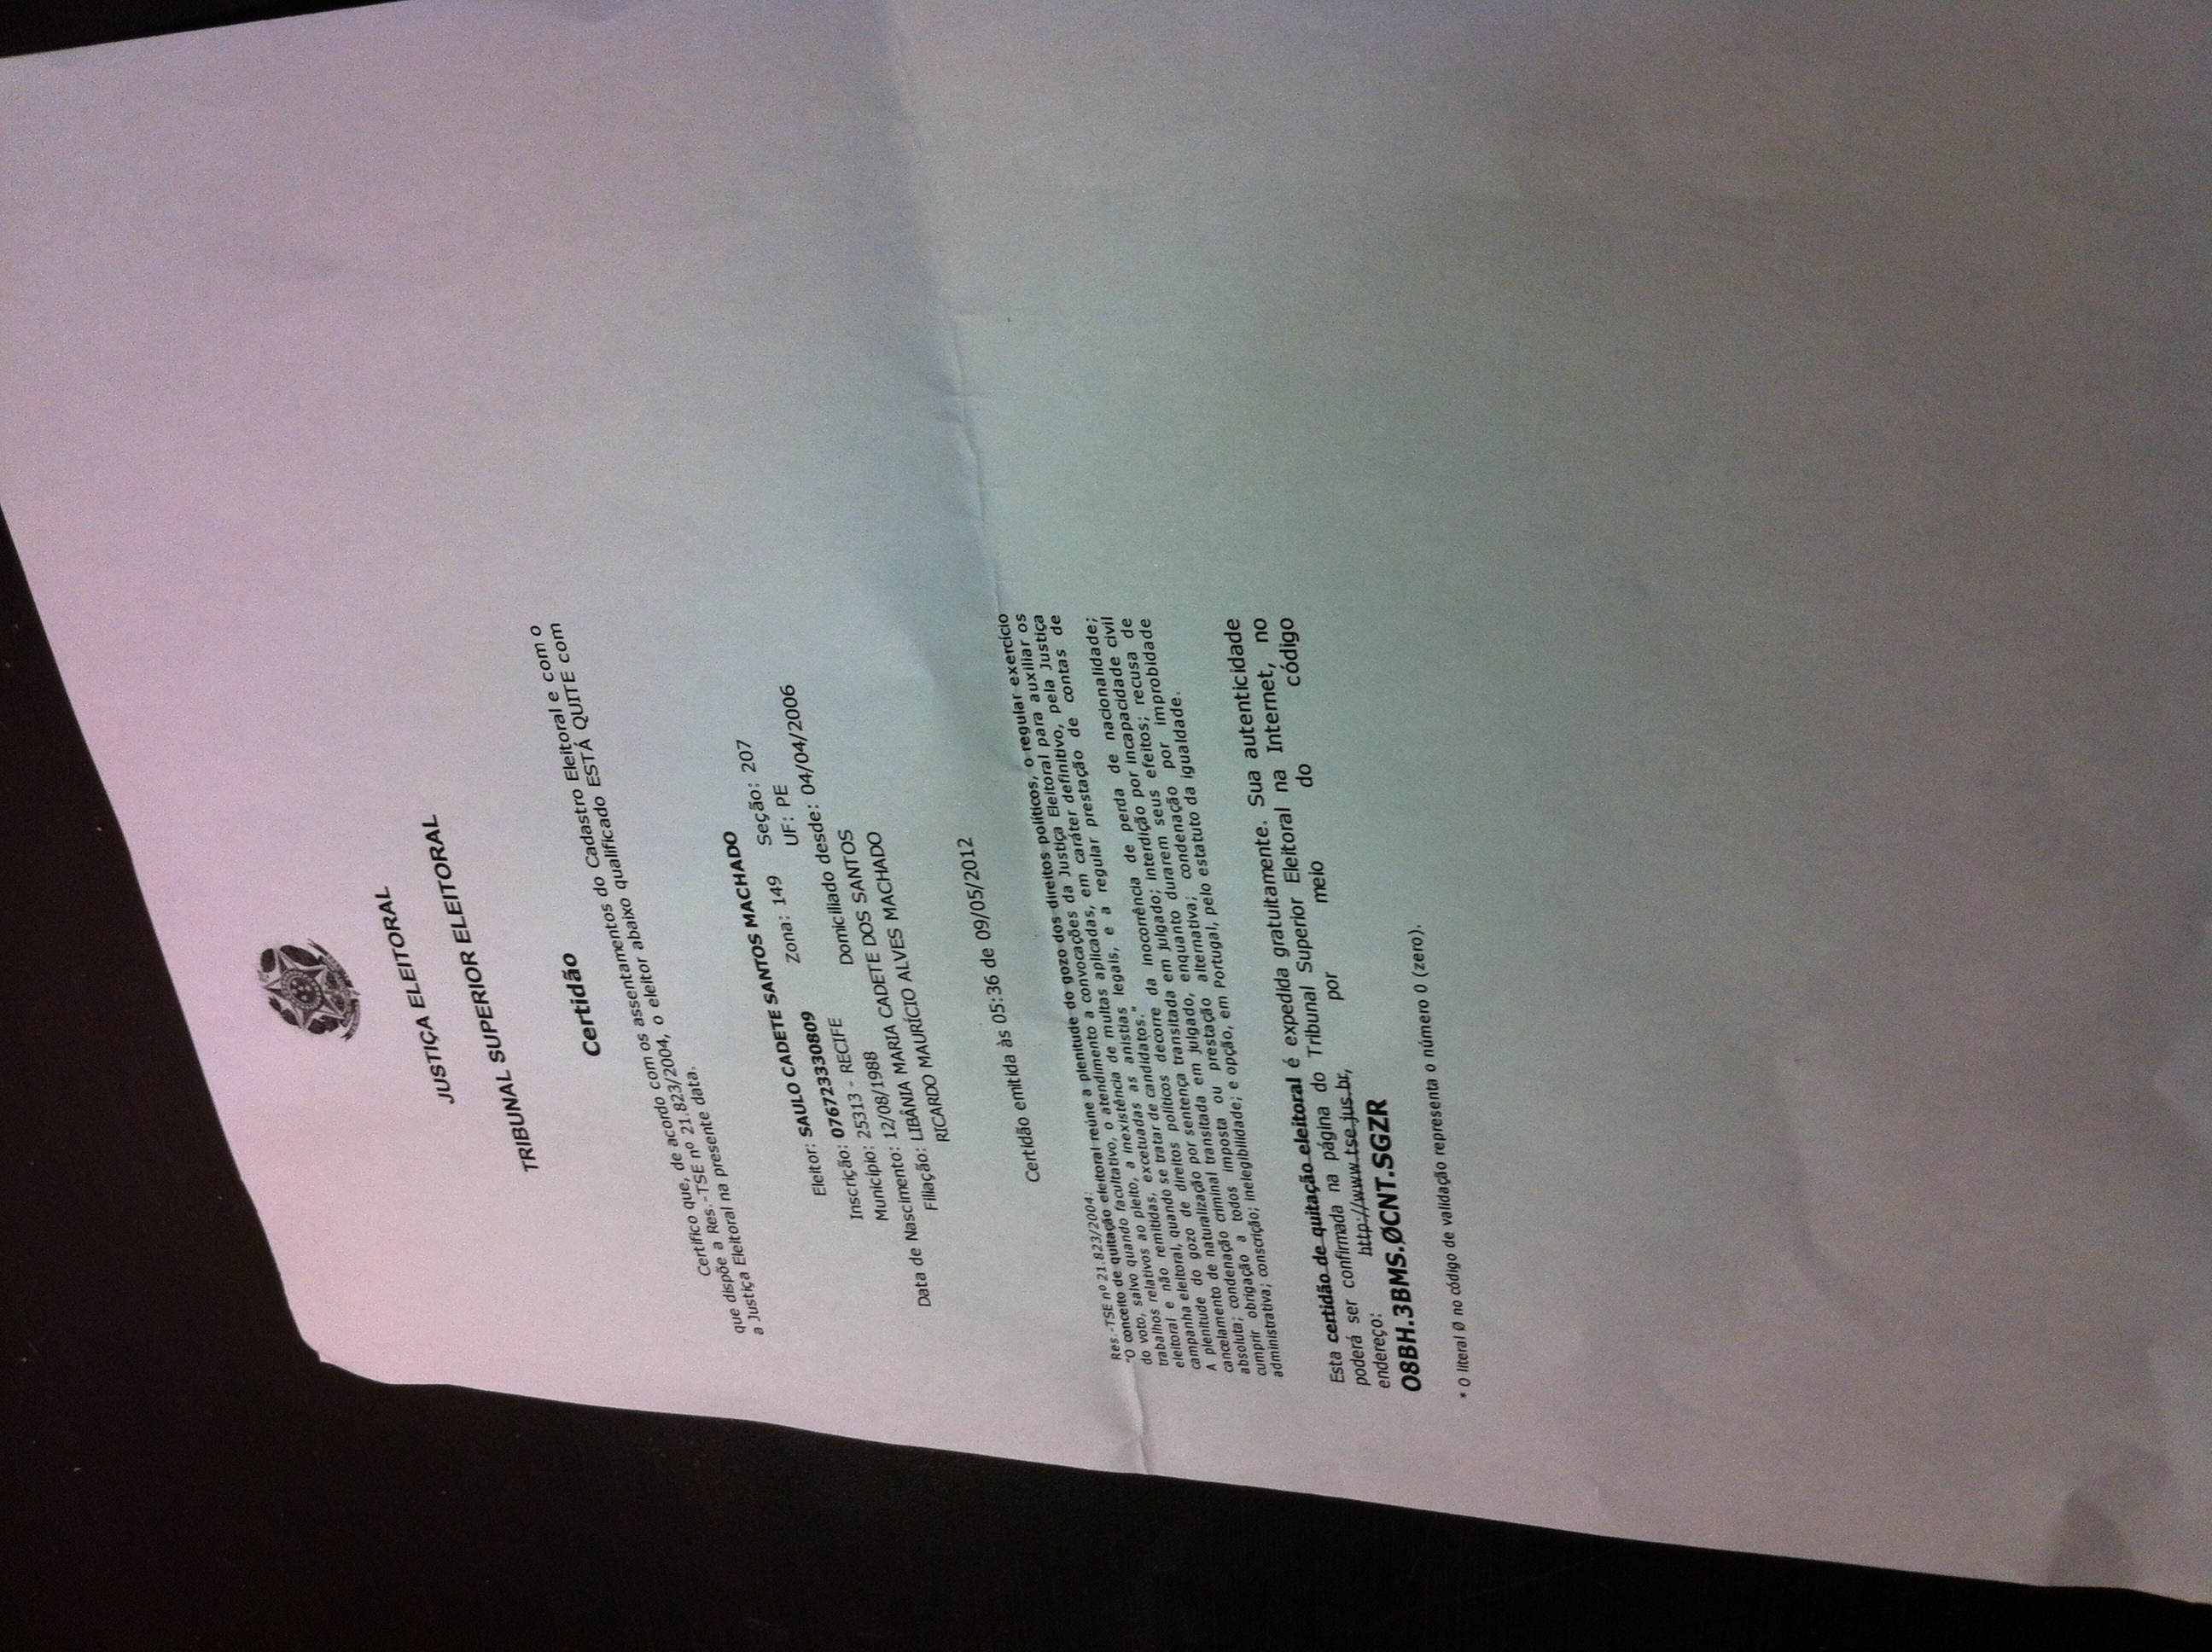 JUSTIÇA ELEITORAL
TRIBUNAL SUPERIOR ELEITORAL
Certidão
Certifico que, de acordo com os assentamentos do Cadastro Eleitoral e com o
que dispõe a Res.-TSE nº 21.823/2004, o eleitor abaixo qualificado ESTÁ QUITE com
a Justiça Eleitoral na presente data.
Eleitor: SAULO CADETE SANTOS MACHADO
Inscrição: 076723330809 Zona: 149 Seção: 207
Município: 25313 - RECIFE UF: PE
Data de Nascimento: 12/08/1988 Domiciliado desde: 04/04/2006
Filiação: LIBÂNIA MARIA CADETE DOS SANTOS
RICARDO MAURÍCIO ALVES MACHADO
Certidão emitida às 05:36 de 09/05/2012
Res.-TSE nº 21.823/2004:
"O conceito de quitação eleitoral reúne a plenitude do gozo dos direitos políticos, o regular exercício
do voto, salvo quando facultativo, o atendimento a convocações da Justiça Eleitoral para auxiliar os
trabalhos relativos ao pleito, a inexistência de multas aplicadas, em caráter definitivo, pela Justiça
eleitoral e não remitidas, excetuadas as anistias legais, e a regular prestação de contas de
campanha eleitoral, quando se tratar de candidatos."
A plenitude do gozo de direitos políticos decorre da inocorrência de perda de nacionalidade;
cancelamento de naturalização por sentença transitada em julgado; interdição por incapacidade civil
absoluta; condenação criminal transitada em julgado, enquanto durarem seus efeitos; recusa de
cumprir obrigação a todos imposta ou prestação alternativa; condenação por improbidade
administrativa; conscrição; inelegibilidade; e opção, em Portugal, pelo estatuto da igualdade.
Esta certidão de quitação eleitoral é expedida gratuitamente. Sua autenticidade
poderá ser confirmada na página do Tribunal Superior Eleitoral na Internet, no
endereço: http://www.tse.jus.br, por meio do código
O8BH.3BMS.ØCNT.SGZR
* O literal Ø no código de validação representa o número 0 (zero).